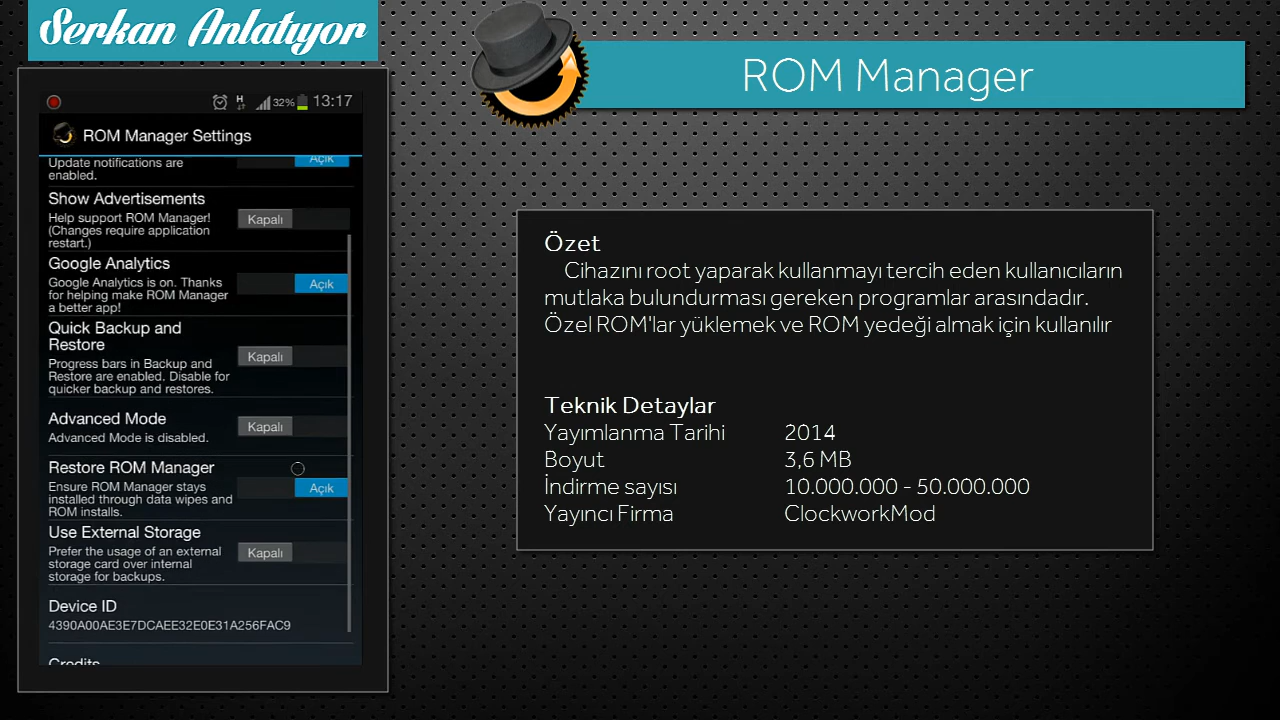 Serkan Anlatıyor
ROM Manager
H 32% 13:17
ROM Manager Settings
Update notifications are
enabled.
Açık
Show Advertisements
Help support ROM Manager!
(Changes require application
restart.)
Kapalı
Google Analytics
Google Analytics is on. Thanks
for helping make ROM Manager
a better app!
Açık
Quick Backup and
Restore
Progress bars in Backup and
Restore are enabled. Disable for
quicker backup and restores.
Kapalı
Advanced Mode
Advanced Mode is disabled.
Kapalı
Restore ROM Manager
Ensure ROM Manager stays
installed through data wipes and
ROM installs.
Açık
Use External Storage
Prefer the usage of an external
storage card over internal
storage for backups.
Kapalı
Device ID
4390A00AE3E7DCAEE32E0E31A256FAC9
Credits
Özet
Cihazını root yaparak kullanmayı tercih eden kullanıcıların
mutlaka bulundurması gereken programlar arasındadır.
Özel ROM'lar yüklemek ve ROM yedeği almak için kullanılır
Teknik Detaylar
Yayımlanma Tarihi 2014
Boyut 3,6 MB
İndirme sayısı 10.000.000 - 50.000.000
Yayıncı Firma ClockworkMod